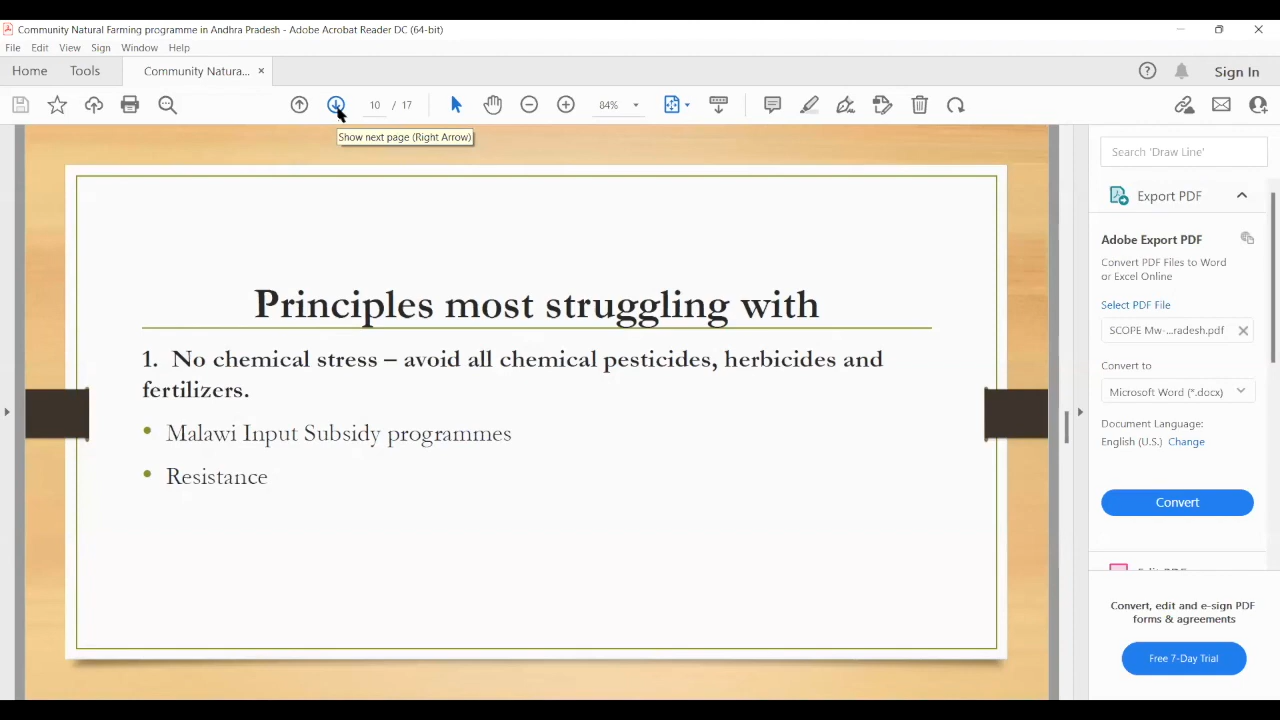 Community Natural Farming programme in Andhra Pradesh - Adobe Acrobat Reader DC (64-bit)
File Edit View Sign Window Help
Home Tools Community Natura... × Sign In
10 / 17 84%
Show next page (Right Arrow)
Principles most struggling with
1. No chemical stress – avoid all chemical pesticides, herbicides and
fertilizers.
• Malawi Input Subsidy programmes
• Resistance
Search 'Draw Line'
Export PDF
Adobe Export PDF
Convert PDF Files to Word
or Excel Online
Select PDF File
SCOPE Mw-...radesh.pdf
Convert to
Microsoft Word (*.docx)
Document Language:
English (U.S.) Change
Convert
Convert, edit and e-sign PDF
forms & agreements
Free 7-Day Trial